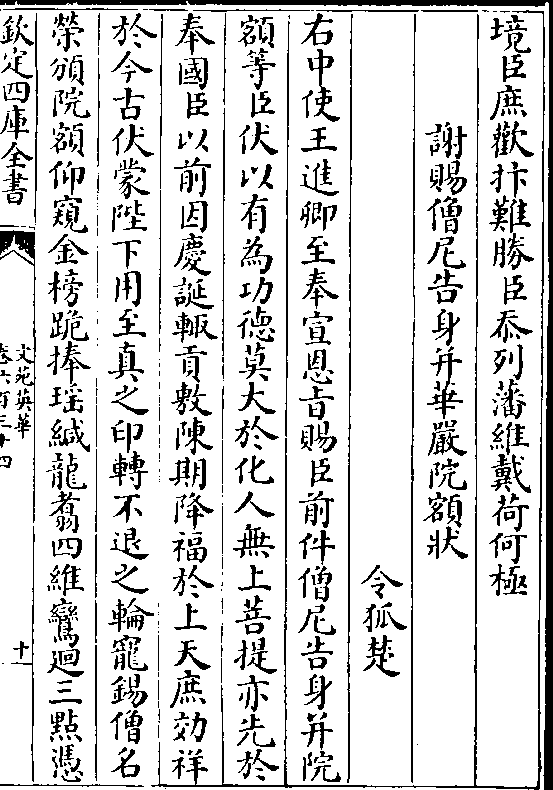 境臣庶歡抃難勝臣忝列藩維戴荷何極
謝賜僧尼告身并華嚴院額狀
令狐楚
右中使王進卿至奉宣恩㫖賜臣前件僧尼告身并院
額等臣伏以有為功德莫大於化人無上菩提亦先於
奉國臣以前因慶誕輙貢敷陳期降福於上天庶効祥
於今古伏蒙陛下用至真之印轉不退之輪寵錫僧名
榮頒院額仰窺金榜跪捧瑶緘龍翥四維鸞迴三點憑
欽定四庫全書
文苑英華
卷六百三十四
十一